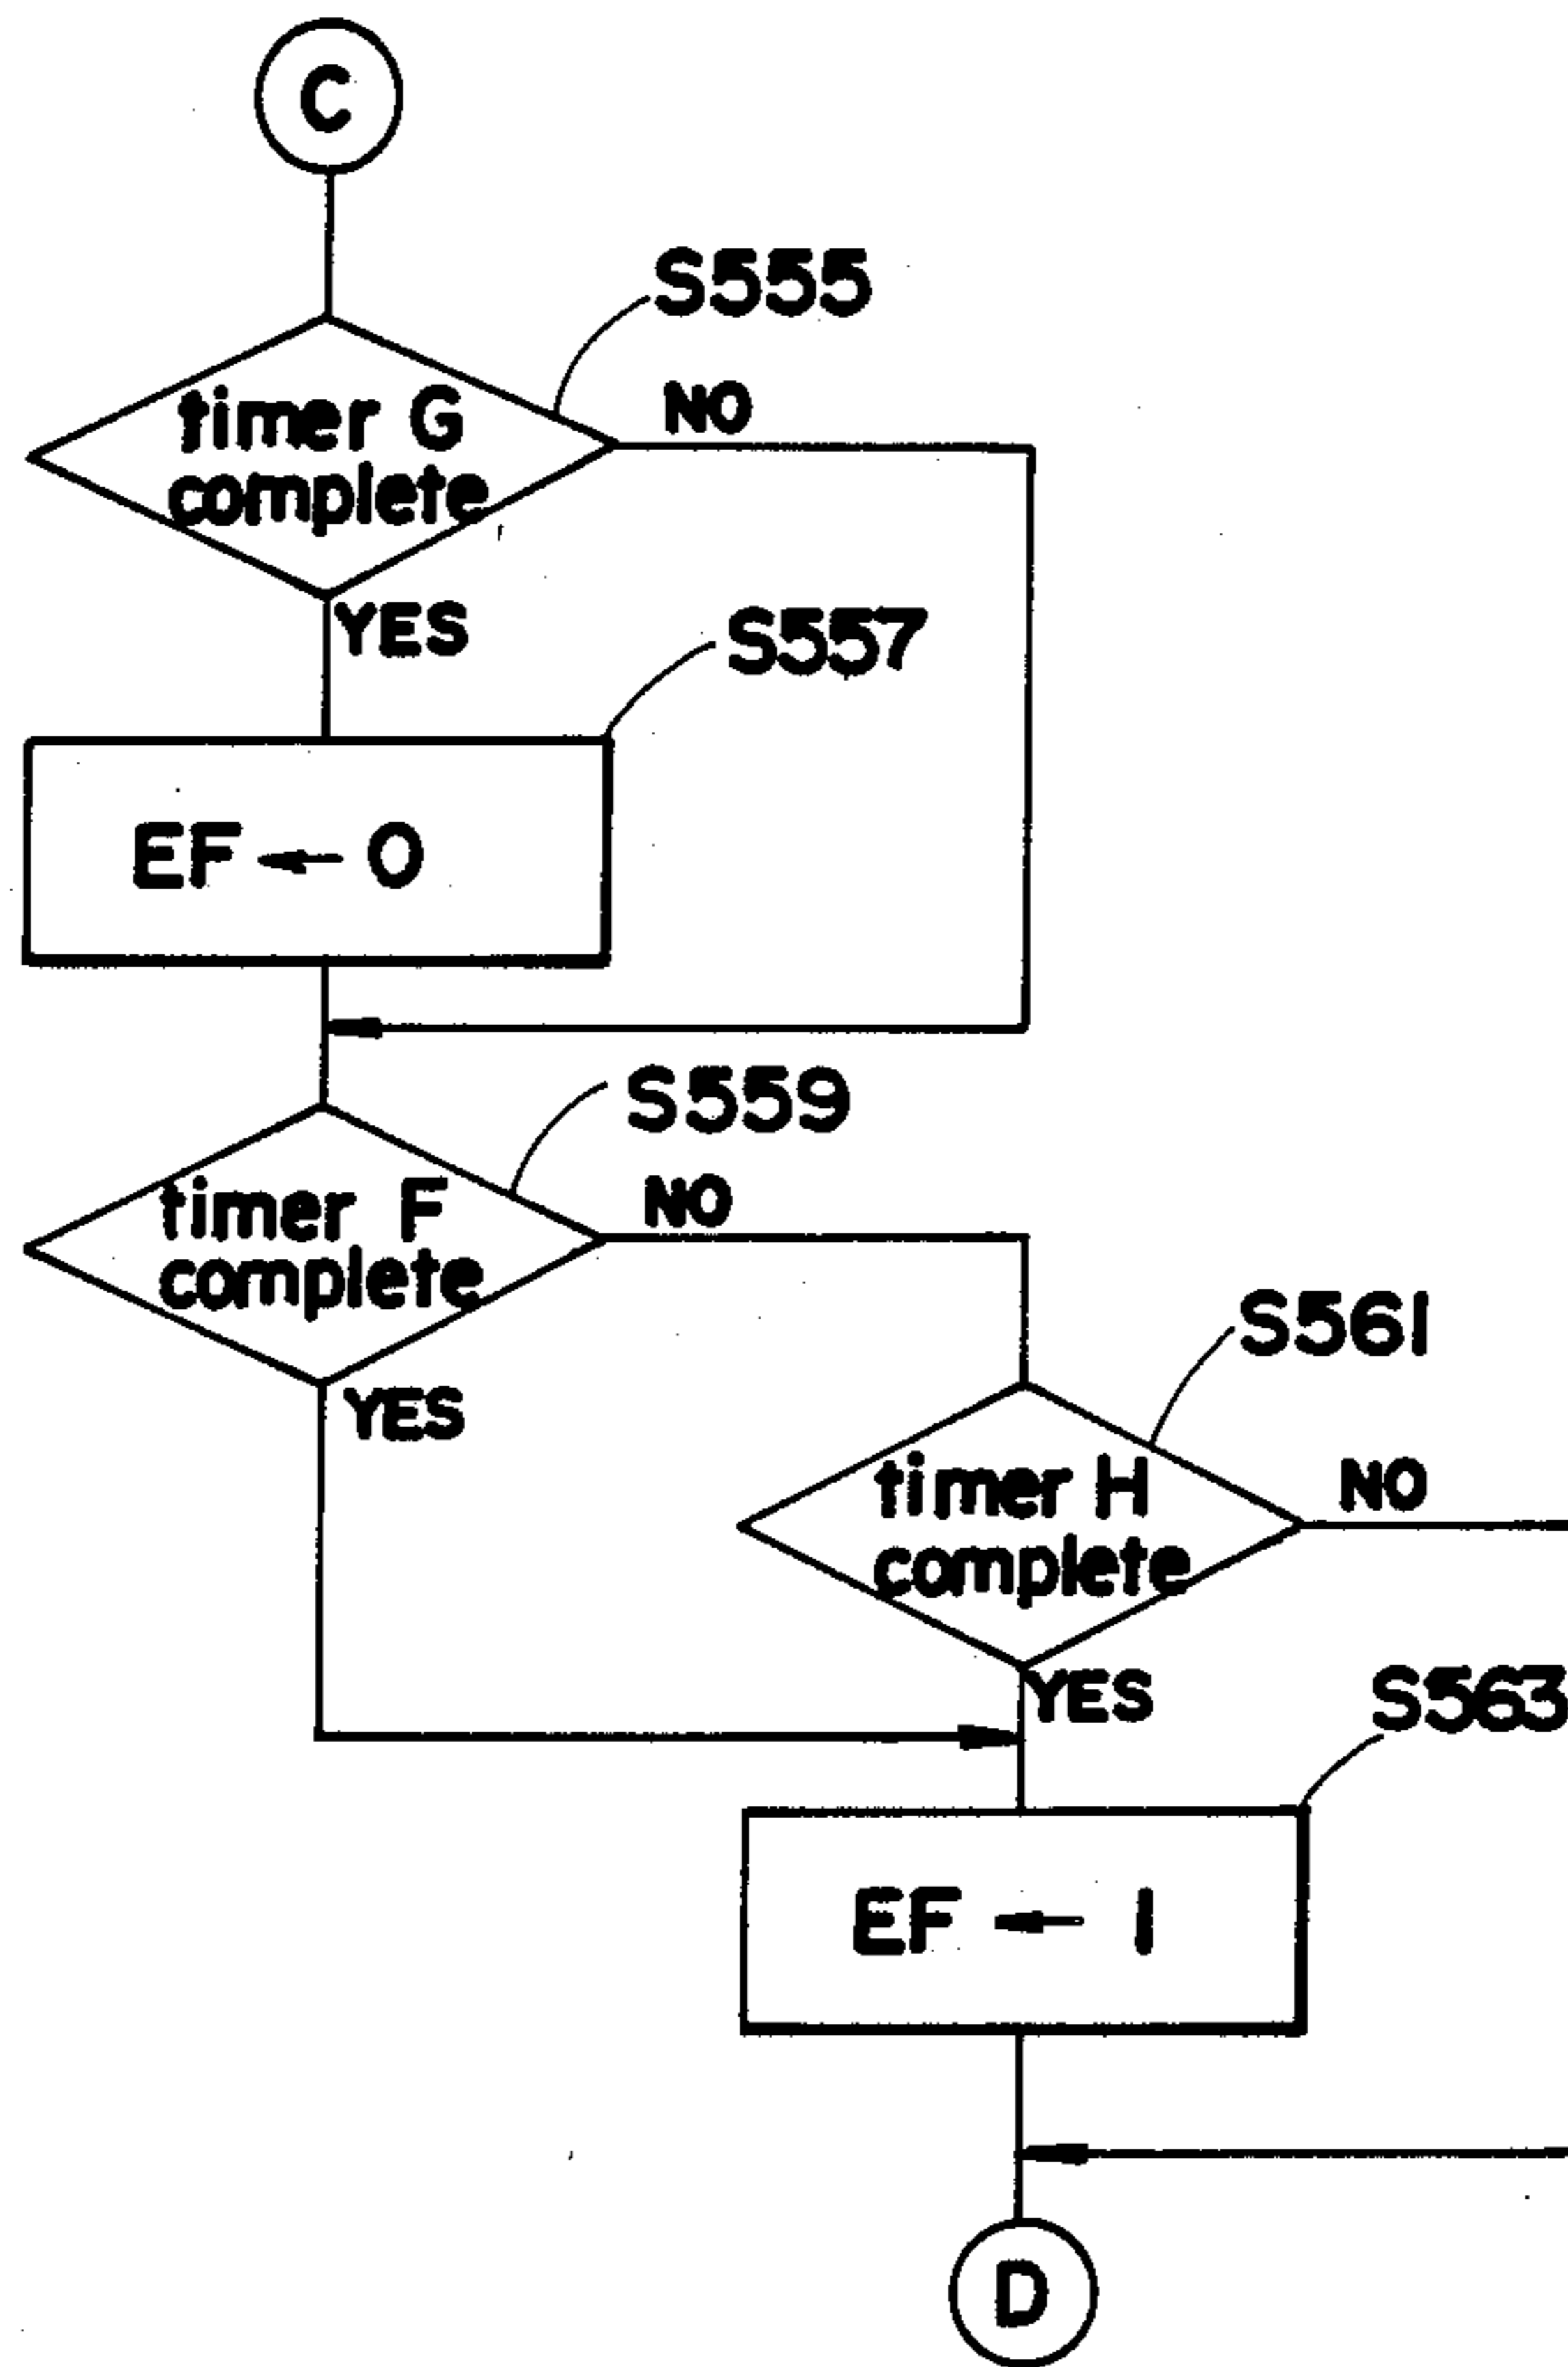 C
S555
timer G
complete
NO
YES
S557
EF ← 0
S559
timer F
complete
NO
YES
S561
timer H
complete
NO
YES
S563
EF ← 1
D